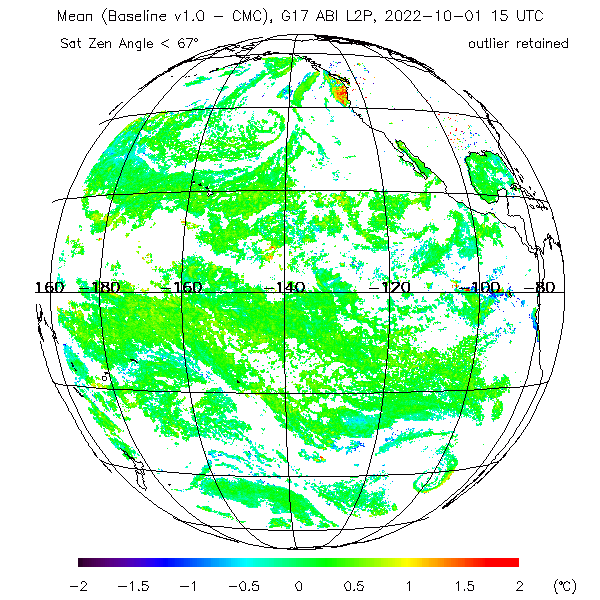 Mean (Baseline v1.0 - CMC), G17 ABI L2P, 2022-10-01 15 UTC
Sat Zen Angle < 67° outlier retained
160 -180 -160 -140 -120 -100 -80
-2 -1.5 -1 -0.5 0 0.5 1 1.5 2 (°C)